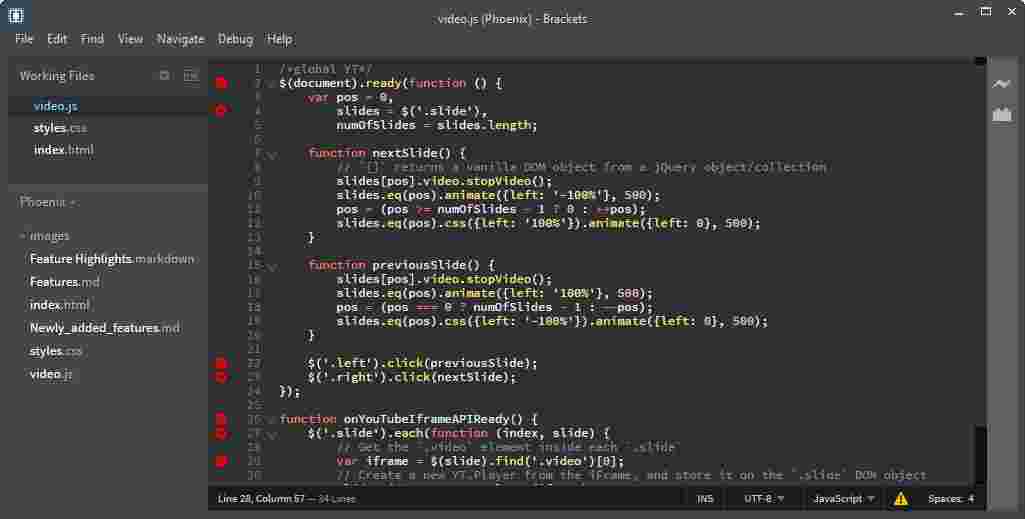 video.js (Phoenix) - Brackets
File Edit Find View Navigate Debug Help
Working Files
video.js
styles.css
index.html
Phoenix
images
Feature Highlights.markdown
Features.md
index.html
Newly_added_features.md
styles.css
video.js
1 /*global YT*/
2 $(document).ready(function () {
3 var pos = 0,
4 slides = $('.slide'),
5 numOfSlides = slides.length;
6
7 function nextSlide() {
8 // `[]` returns a vanilla DOM object from a jQuery object/collection
9 slides[pos].video.stopVideo();
10 slides.eq(pos).animate({left: '-100%'}, 500);
11 pos = (pos >= numOfSlides - 1 ? 0 : ++pos);
12 slides.eq(pos).css({left: '100%'}).animate({left: 0}, 500);
13 }
14
15 function previousSlide() {
16 slides[pos].video.stopVideo();
17 slides.eq(pos).animate({left: '100%'}, 500);
18 pos = (pos === 0 ? numOfSlides - 1 : --pos);
19 slides.eq(pos).css({left: '-100%'}).animate({left: 0}, 500);
20 }
21
22 $('.left').click(previousSlide);
23 $('.right').click(nextSlide);
24 });
25
26 function onYouTubeIframeAPIReady() {
27 $('.slide').each(function (index, slide) {
28 // Get the `.video` element inside each `.slide`
29 var iframe = $(slide).find('.video')[0];
30 // Create a new YT.Player from the iFrame, and store it on the `.slide` DOM object
Line 28, Column 57 — 34 Lines
INS UTF-8 JavaScript Spaces: 4